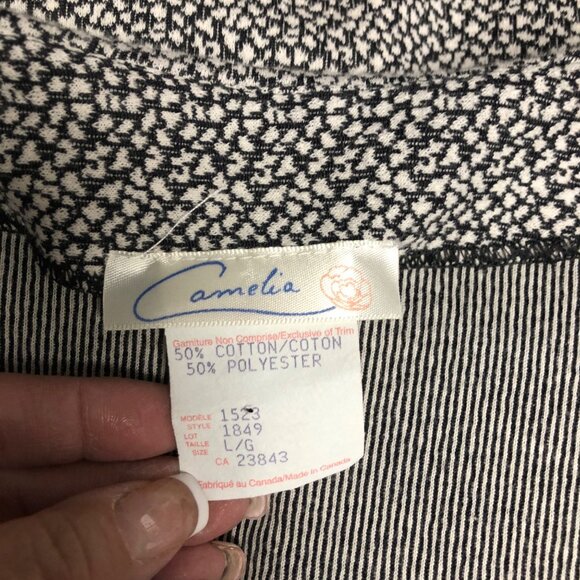 Camelia
Garniture Non Comprise/Exclusive of Trim
50% COTTON/COTON
50% POLYESTER
MODÈLE
STYLE 1523
LOT 1849
TAILLE
SIZE L/G
CA 23843
Fabriqué au Canada/Made in Canada